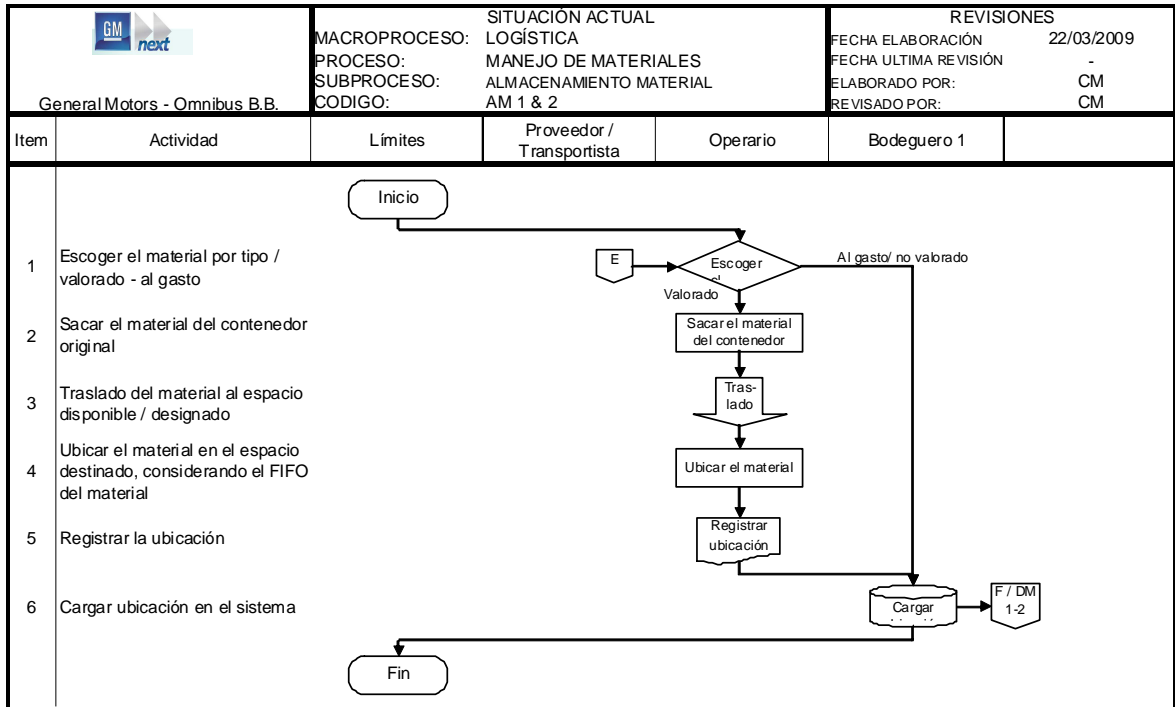 GM next
General Motors - Omnibus B.B.
SITUACIÓN ACTUAL
MACROPROCESO: LOGÍSTICA
PROCESO: MANEJO DE MATERIALES
SUBPROCESO: ALMACENAMIENTO MATERIAL
CODIGO: AM 1 & 2
REVISIONES
FECHA ELABORACIÓN 22/03/2009
FECHA ULTIMA REVISIÓN -
ELABORADO POR: CM
REVISADO POR: CM
Item Actividad Límites Proveedor / Transportista Operario Bodeguero 1
Inicio
1 Escoger el material por tipo /
valorado - al gasto
E
Escoger
Al gasto/ no valorado
Valorado
2 Sacar el material del contenedor
original
Sacar el material
del contenedor
3 Traslado del material al espacio
disponible / designado
Tras-
lado
4 Ubicar el material en el espacio
destinado, considerando el FIFO
del material
Ubicar el material
5 Registrar la ubicación
Registrar
ubicación
6 Cargar ubicación en el sistema
Cargar
F / DM
1-2
Fin